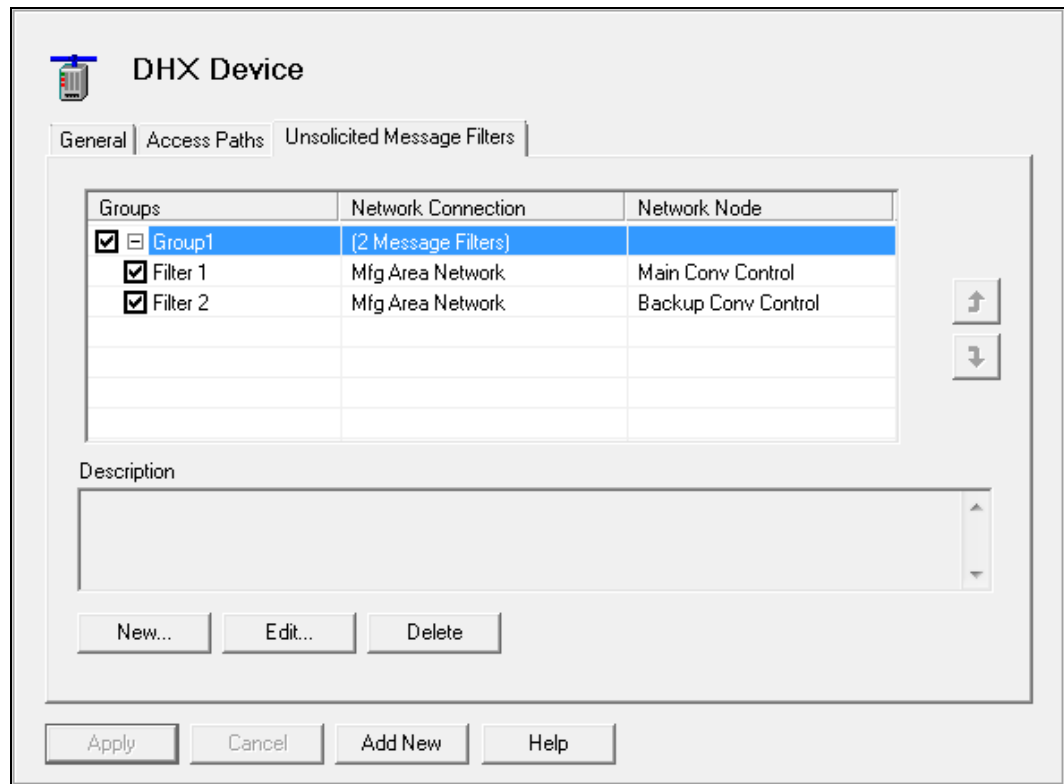 DHX Device
General Access Paths Unsolicited Message Filters
Groups Network Connection Network Node
Group1 (2 Message Filters)
Filter 1 Mfg Area Network Main Conv Control
Filter 2 Mfg Area Network Backup Conv Control
Description
New... Edit... Delete
Apply Cancel Add New Help